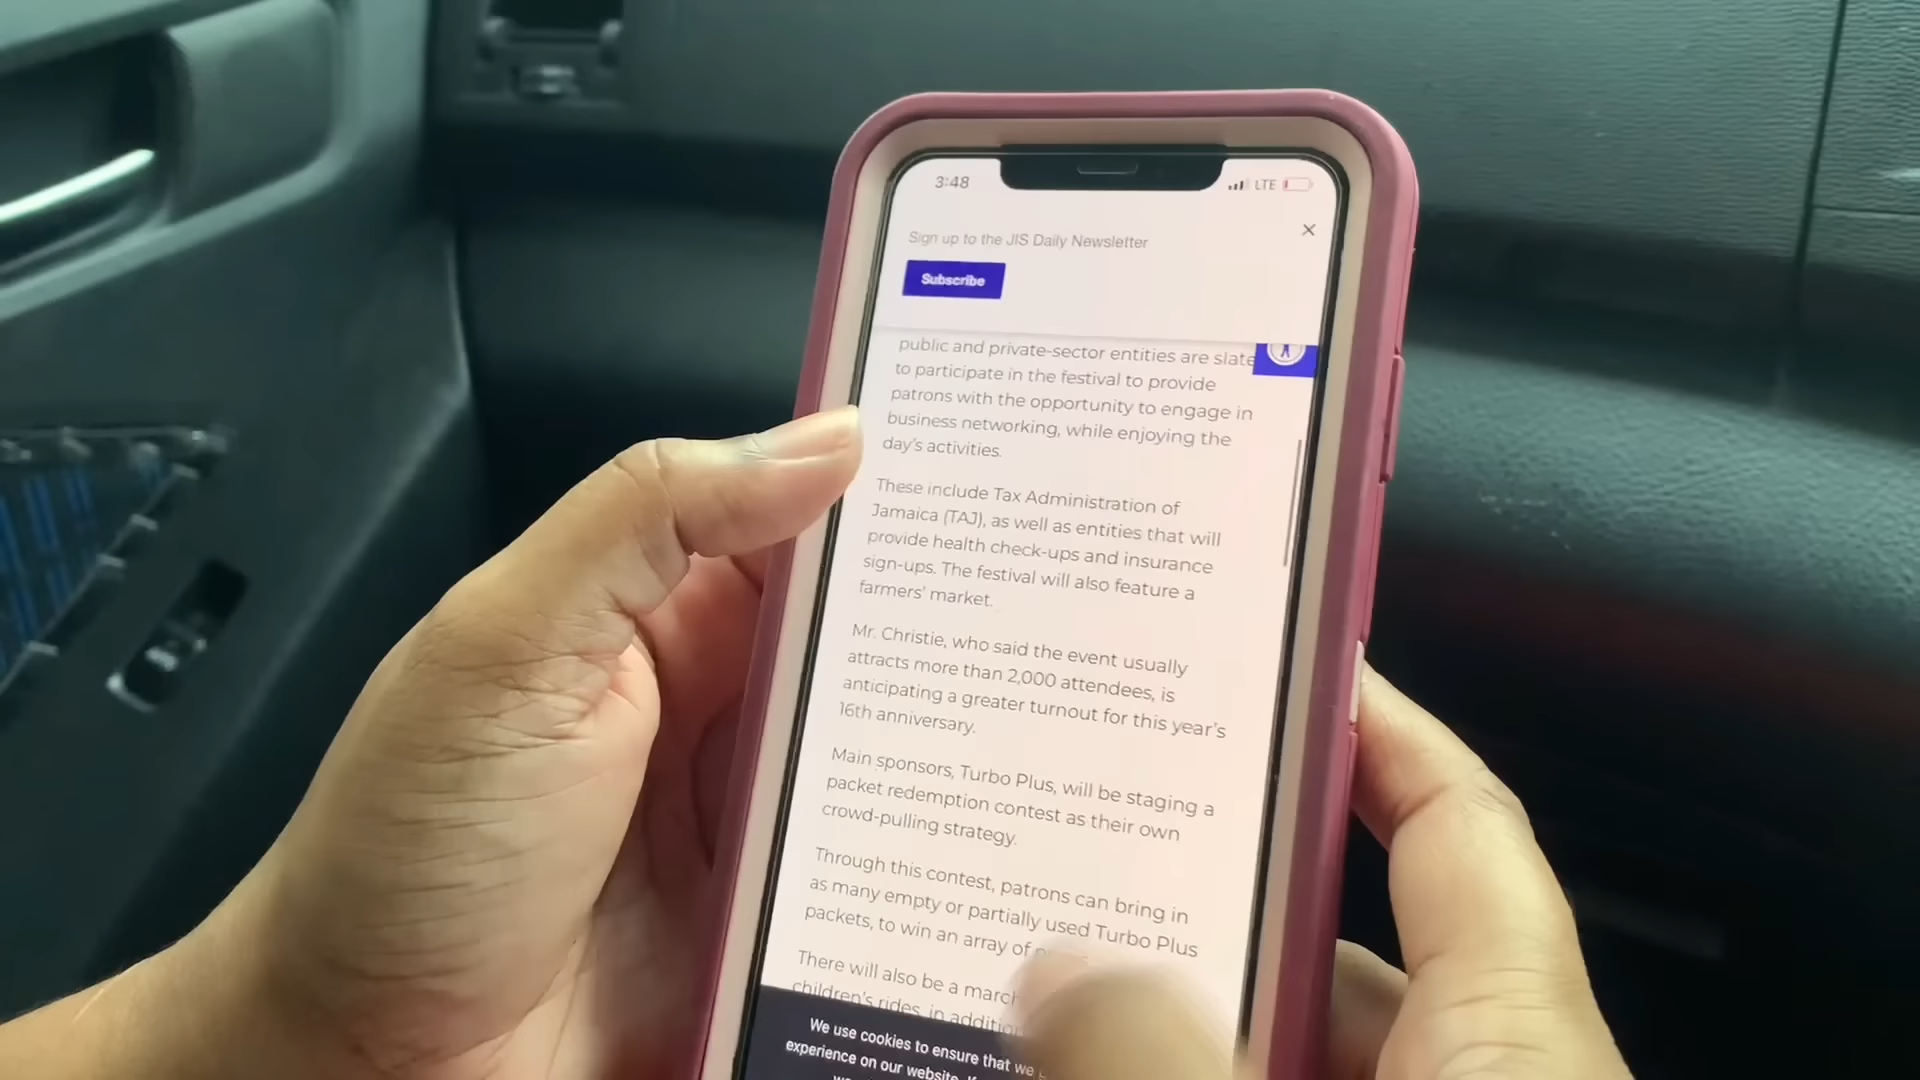 3:48
LTE
Sign up to the JIS Daily Newsletter
Subscribe
public and private-sector entities are slate
to participate in the festival to provide
patrons with the opportunity to engage in
business networking, while enjoying the
day's activities.
These include Tax Administration of
Jamaica (TAJ), as well as entities that will
provide health check-ups and insurance
sign-ups. The festival will also feature a
farmers' market.
Mr. Christie, who said the event usually
attracts more than 2,000 attendees, is
anticipating a greater turnout for this year's
16th anniversary.
Main sponsors, Turbo Plus, will be staging a
packet redemption contest as their own
crowd-pulling strategy.
Through this contest, patrons can bring in
as many empty or partially used Turbo Plus
packets, to win an array of
There will also be a march
children's rides, in addition
We use cookies to ensure that we
experience on our website.